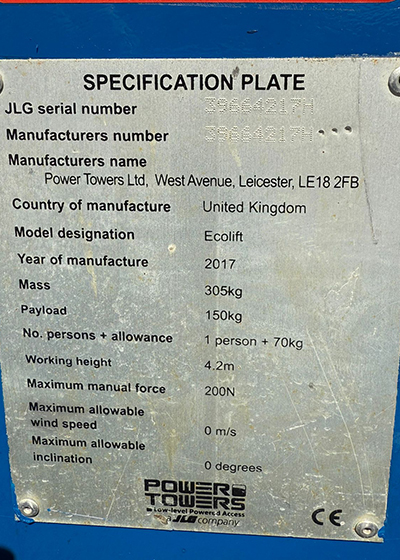 SPECIFICATION PLATE
JLG serial number 39664217H
Manufacturers number 39664217H
Manufacturers name
Power Towers Ltd, West Avenue, Leicester, LE18 2FB
Country of manufacture United Kingdom
Model designation Ecolift
Year of manufacture 2017
Mass 305kg
Payload 150kg
No. persons + allowance 1 person + 70kg
Working height 4.2m
Maximum manual force 200N
Maximum allowable
wind speed 0 m/s
Maximum allowable
inclination 0 degrees
POWER
TOWERS
Low-level Powered Access
a JLG company
CE